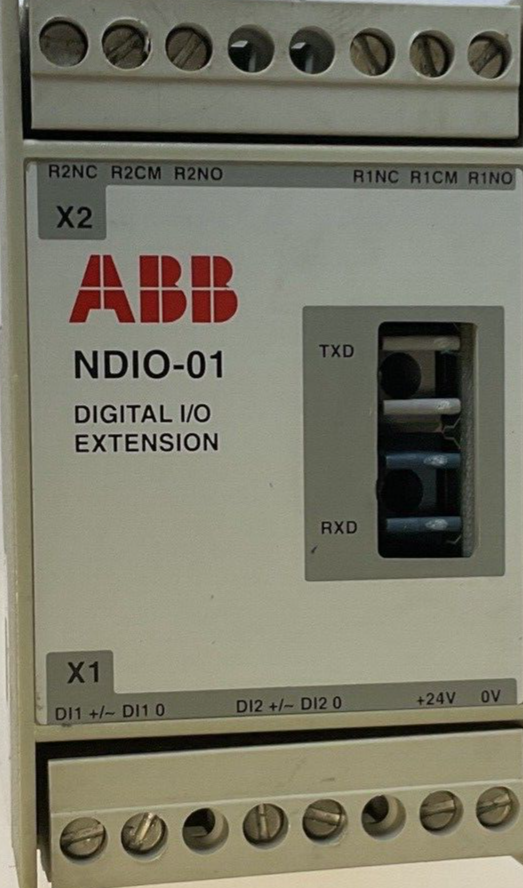 R2NC R2CM R2NO R1NC R1CM R1NO
X2
ABB
NDIO-01
DIGITAL I/O
EXTENSION
TXD
RXD
X1
DI1 +/~ DI1 0 DI2 +/~ DI2 0 +24V 0V